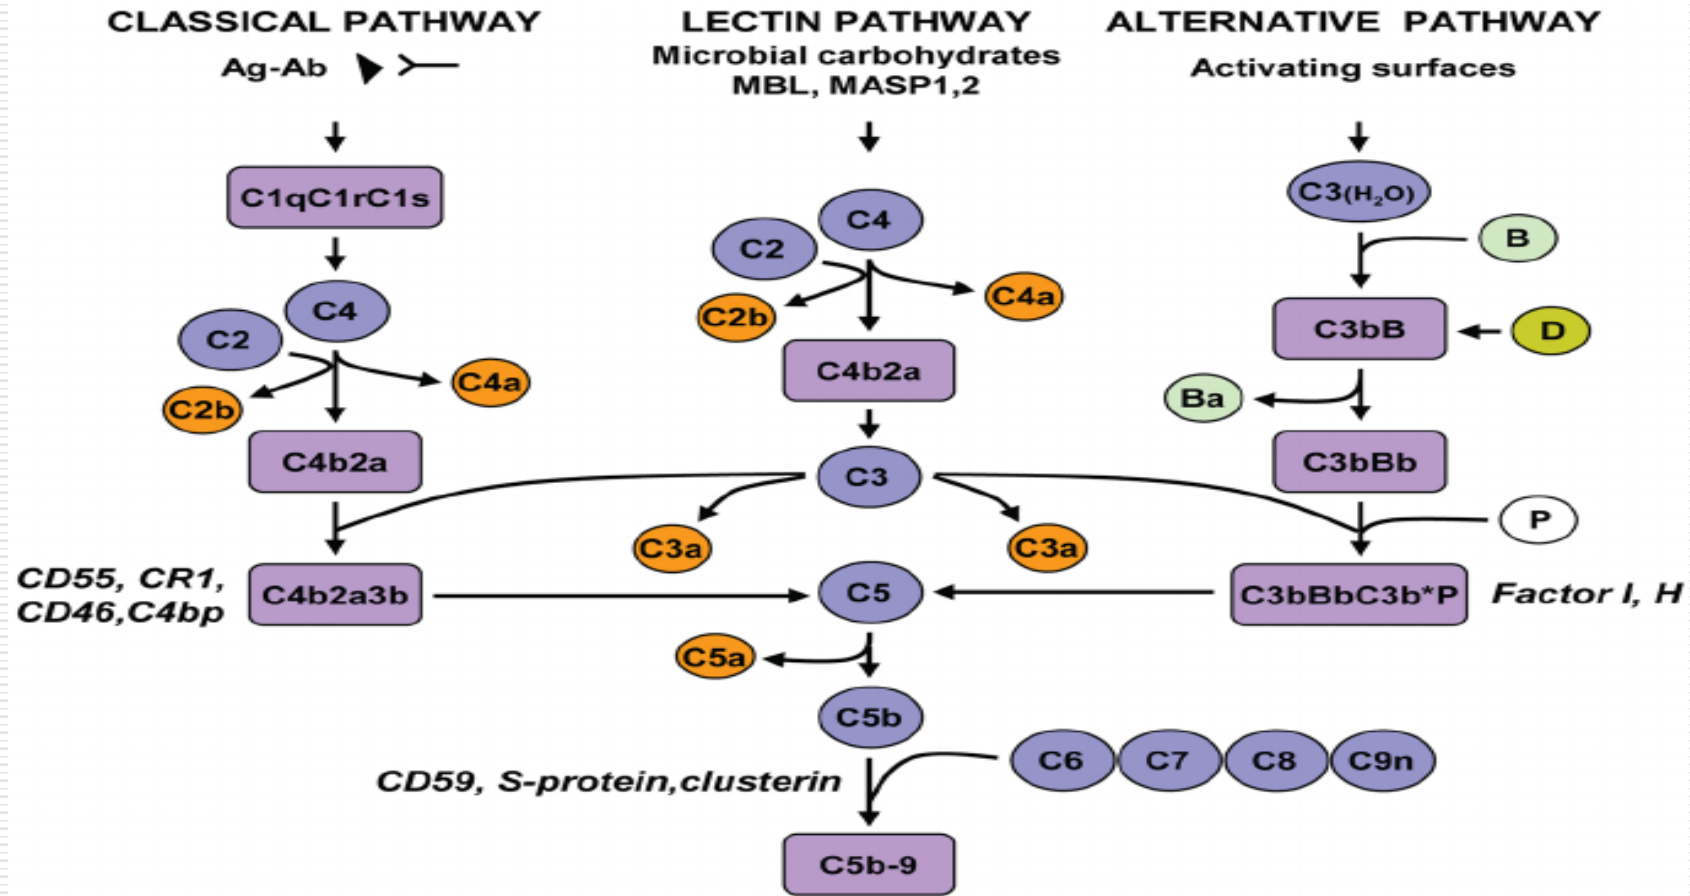 CLASSICAL PATHWAY
Ag-Ab
C1qC1rC1s
C4
C2
C4a
C2b
C4b2a
CD55, CR1,
CD46,C4bp
C4b2a3b
LECTIN PATHWAY
Microbial carbohydrates
MBL, MASP1,2
C4
C2
C4a
C2b
C4b2a
C3
C3a
C3a
C5
C5a
C5b
CD59, S-protein,clusterin
C6 C7 C8 C9n
C5b-9
ALTERNATIVE PATHWAY
Activating surfaces
C3(H₂O)
B
C3bB
D
Ba
C3bBb
P
C3bBbC3b*P
Factor I, H